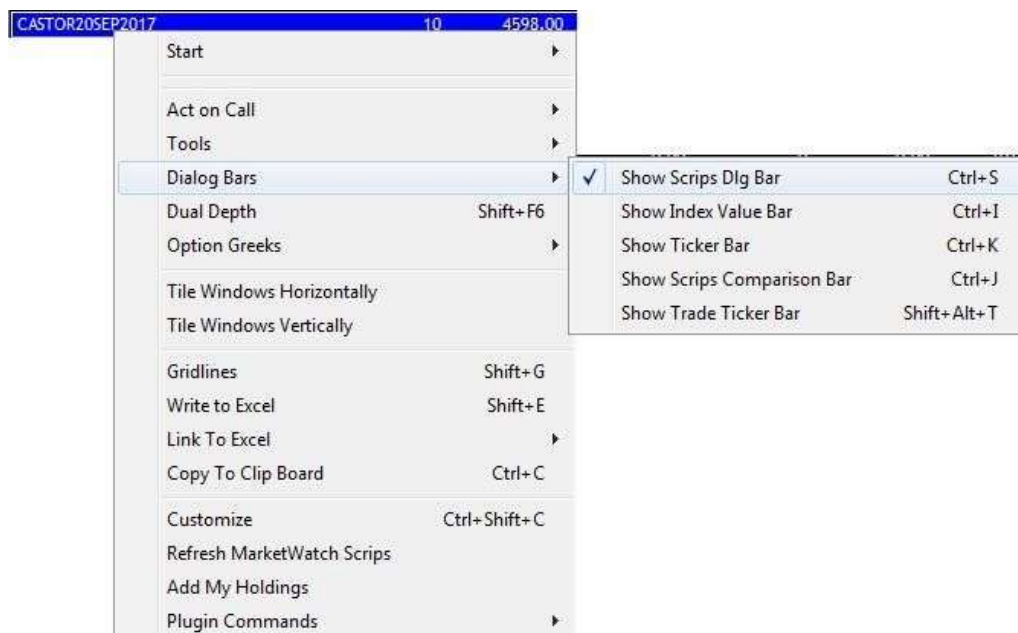 CASTOR20SEP2017 10 4598.00
Start
Act on Call
Tools
Dialog Bars
Dual Depth Shift+F6
Option Greeks
Tile Windows Horizontally
Tile Windows Vertically
Gridlines Shift+G
Write to Excel Shift+E
Link To Excel
Copy To Clip Board Ctrl+C
Customize Ctrl+Shift+C
Refresh MarketWatch Scrips
Add My Holdings
Plugin Commands
Show Scrips Dlg Bar Ctrl+S
Show Index Value Bar Ctrl+I
Show Ticker Bar Ctrl+K
Show Scrips Comparison Bar Ctrl+J
Show Trade Ticker Bar Shift+Alt+T